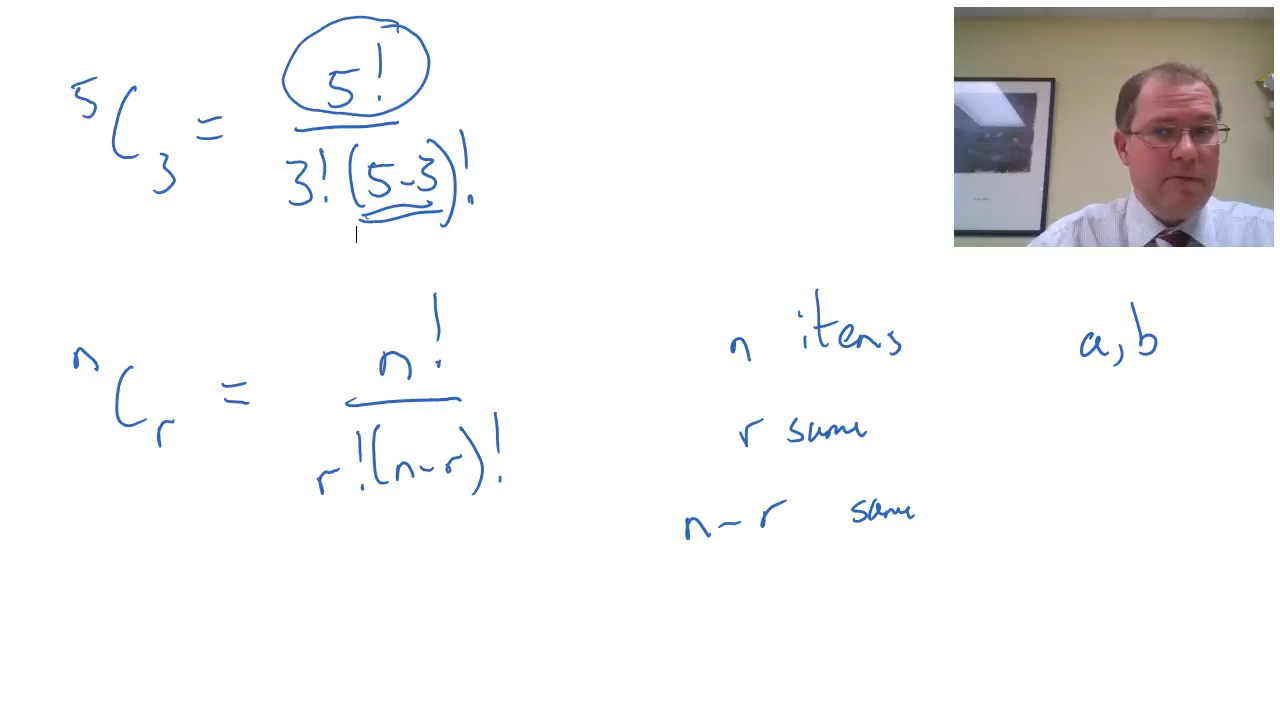 ⁵C₃ = 5! / 3!(5-3)!
ⁿCᵣ = n! / r!(n-r)!
n items a, b
r same
n-r same